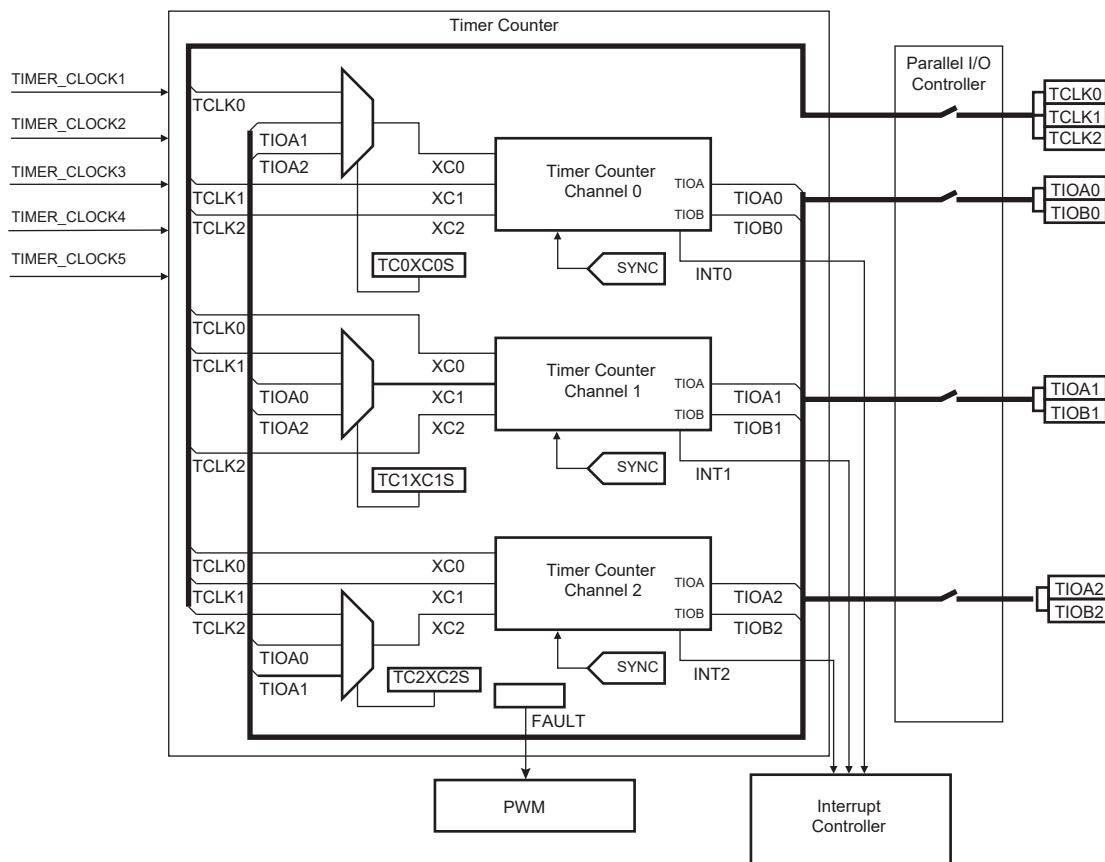 Timer Counter
Parallel I/O
Controller
TIMER_CLOCK1
TIMER_CLOCK2
TIMER_CLOCK3
TIMER_CLOCK4
TIMER_CLOCK5
TCLK0
TIOA1
TIOA2
TCLK1
TCLK2
XC0
XC1
XC2
Timer Counter
Channel 0
TIOA
TIOB
TIOA0
TIOB0
TC0XC0S
SYNC
INT0
TCLK0
TCLK1
TIOA0
TIOA2
TCLK2
XC0
XC1
XC2
Timer Counter
Channel 1
TIOA
TIOB
TIOA1
TIOB1
TC1XC1S
SYNC
INT1
TCLK0
TCLK1
TCLK2
TIOA0
TIOA1
XC0
XC1
XC2
Timer Counter
Channel 2
TIOA
TIOB
TIOA2
TIOB2
TC2XC2S
SYNC
INT2
FAULT
TCLK0
TCLK1
TCLK2
TIOA0
TIOB0
TIOA1
TIOB1
TIOA2
TIOB2
PWM
Interrupt
Controller